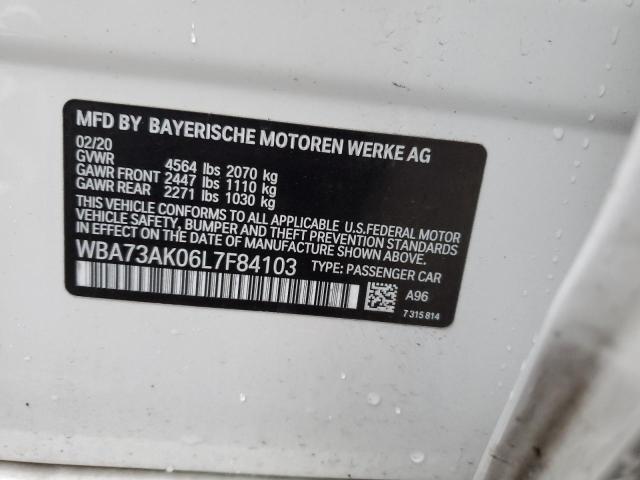 MFD BY BAYERISCHE MOTOREN WERKE AG
02/20
GVWR 4564 lbs 2070 kg
GAWR FRONT 2447 lbs 1110 kg
GAWR REAR 2271 lbs 1030 kg
THIS VEHICLE CONFORMS TO ALL APPLICABLE U.S.FEDERAL MOTOR
VEHICLE SAFETY, BUMPER AND THEFT PREVENTION STANDARDS
IN EFFECT ON THE DATE OF MANUFACTURE SHOWN ABOVE.
WBA73AK06L7F84103 TYPE: PASSENGER CAR
A96
7 315 814